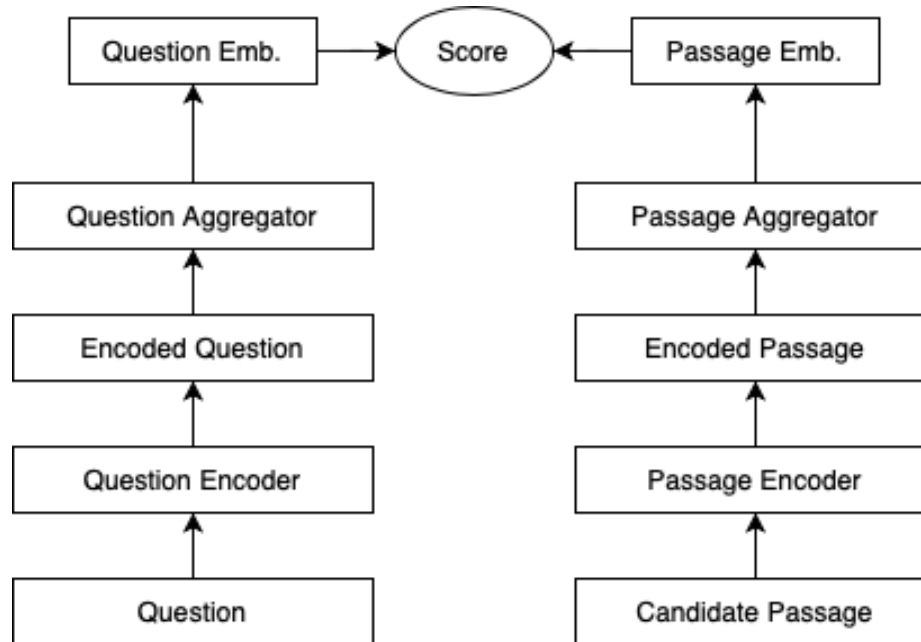 Question Emb.
Score
Passage Emb.
Question Aggregator
Passage Aggregator
Encoded Question
Encoded Passage
Question Encoder
Passage Encoder
Question
Candidate Passage